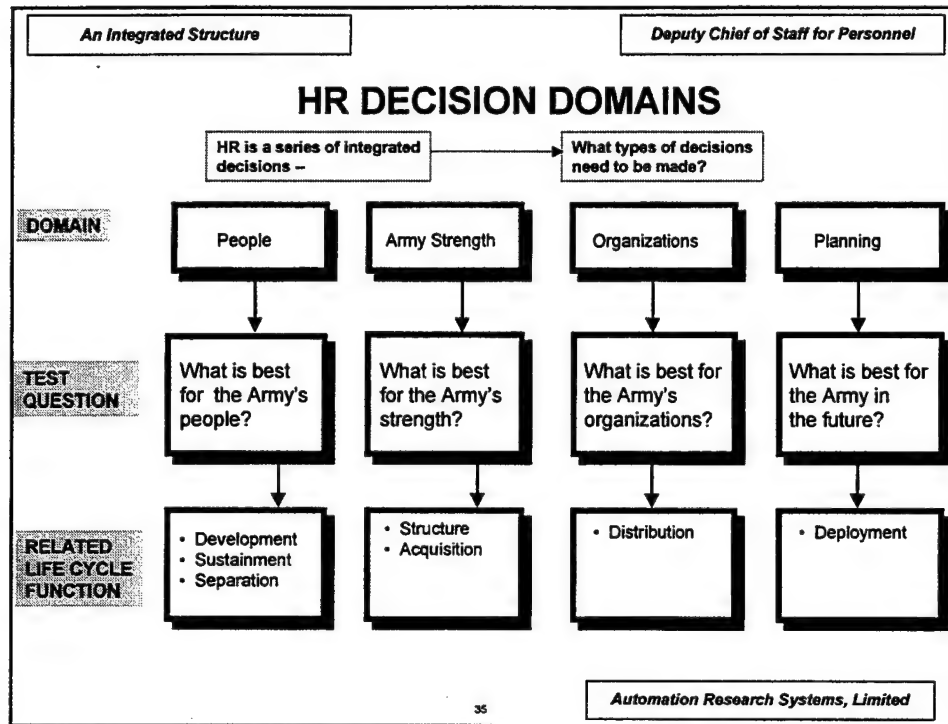 An Integrated Structure
Deputy Chief of Staff for Personnel
HR DECISION DOMAINS
HR is a series of integrated
decisions –
What types of decisions
need to be made?
DOMAIN
People
Army Strength
Organizations
Planning
TEST
QUESTION
What is best
for the Army's
people?
What is best
for the Army's
strength?
What is best for
the Army's
organizations?
What is best for
the Army in
the future?
RELATED
LIFE CYCLE
FUNCTION
• Development
• Sustainment
• Separation
• Structure
• Acquisition
• Distribution
• Deployment
35
Automation Research Systems, Limited